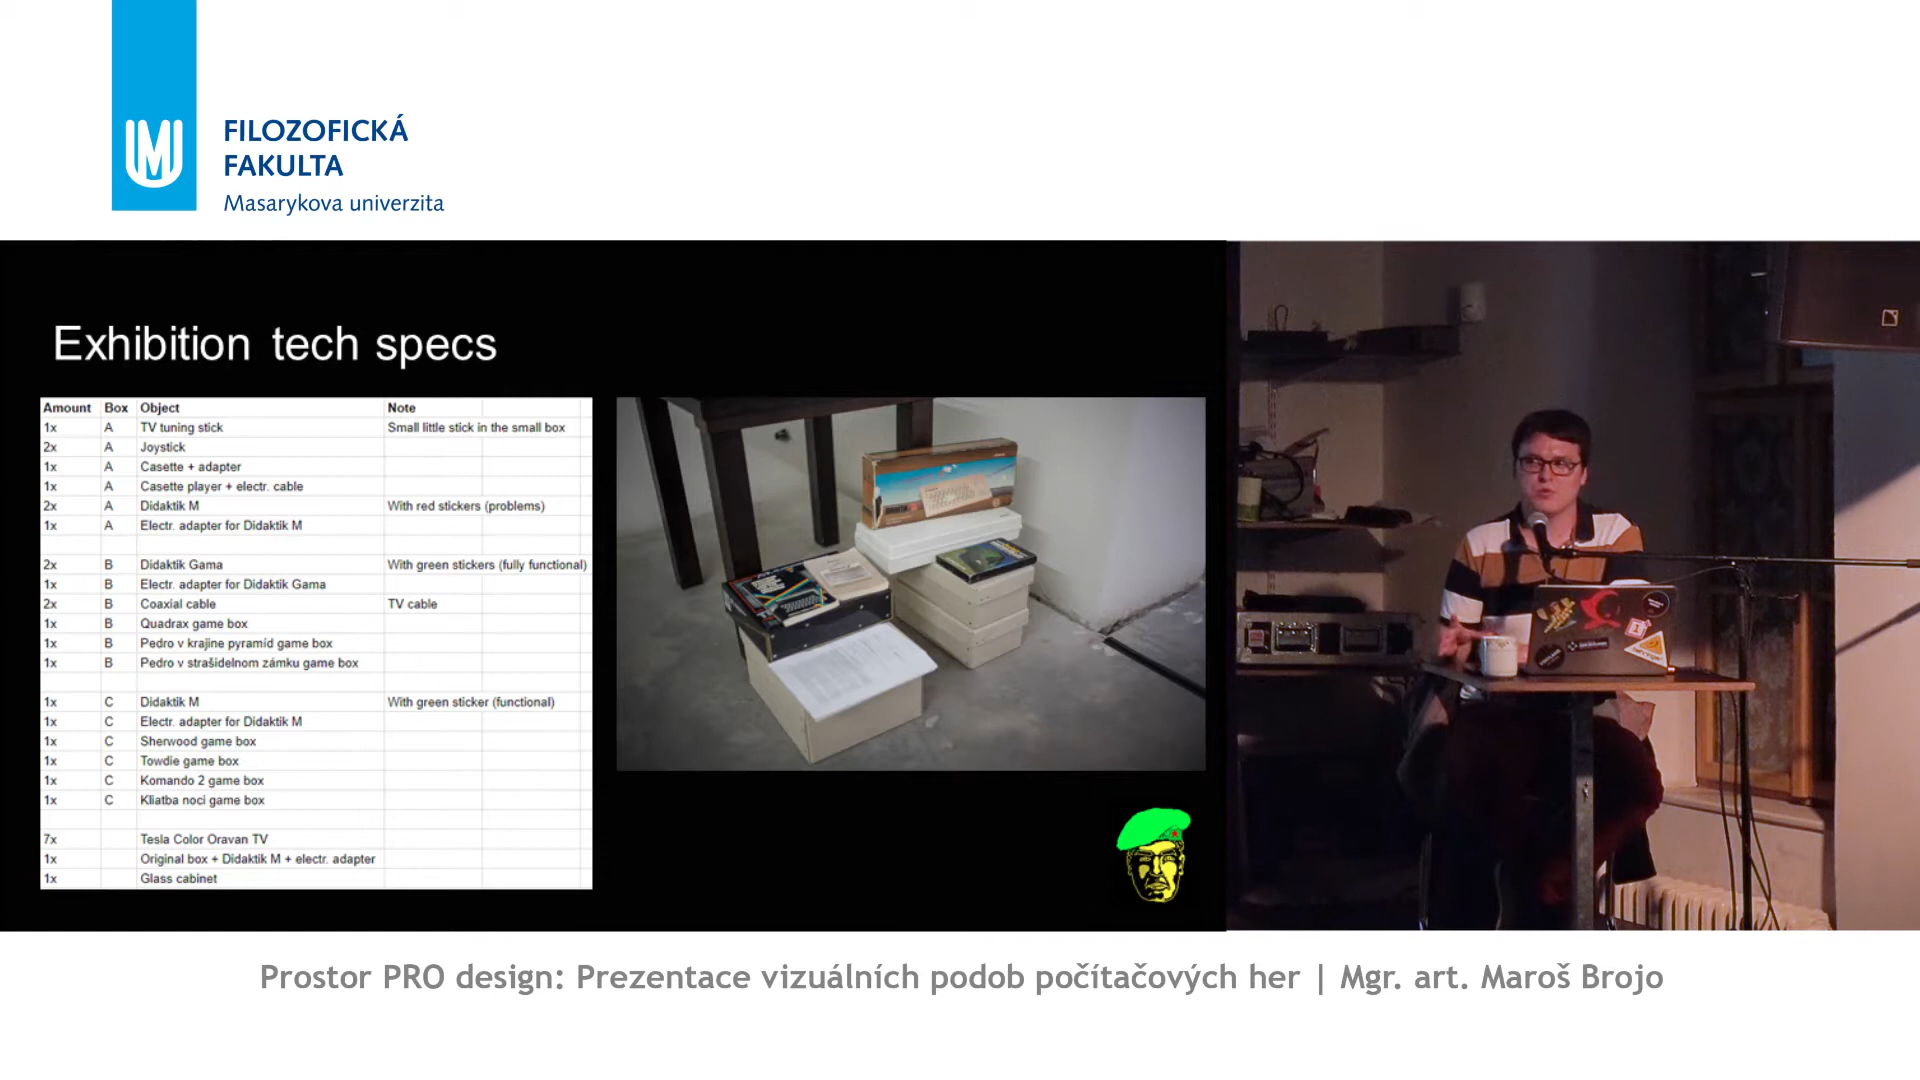 FILOZOFICKÁ
FAKULTA
Masarykova univerzita
Exhibition tech specs
Amount Box Object Note
1x A TV tuning stick Small little stick in the small box
2x A Joystick
1x A Casette + adapter
1x A Casette player + electr. cable
2x A Didaktik M With red stickers (problems)
1x A Electr. adapter for Didaktik M
2x B Didaktik Gama With green stickers (fully functional)
1x B Electr. adapter for Didaktik Gama
2x B Coaxial cable TV cable
1x B Quadrax game box
1x B Pedro v krajine pyramíd game box
1x B Pedro v strašidelnom zámku game box
1x C Didaktik M With green sticker (functional)
1x C Electr. adapter for Didaktik M
1x C Sherwood game box
1x C Towdie game box
1x C Komando 2 game box
1x C Kliatba noci game box
7x Tesla Color Oravan TV
1x Original box + Didaktik M + electr. adapter
1x Glass cabinet
Prostor PRO design: Prezentace vizuálních podob počítačových her | Mgr. art. Maroš Brojo